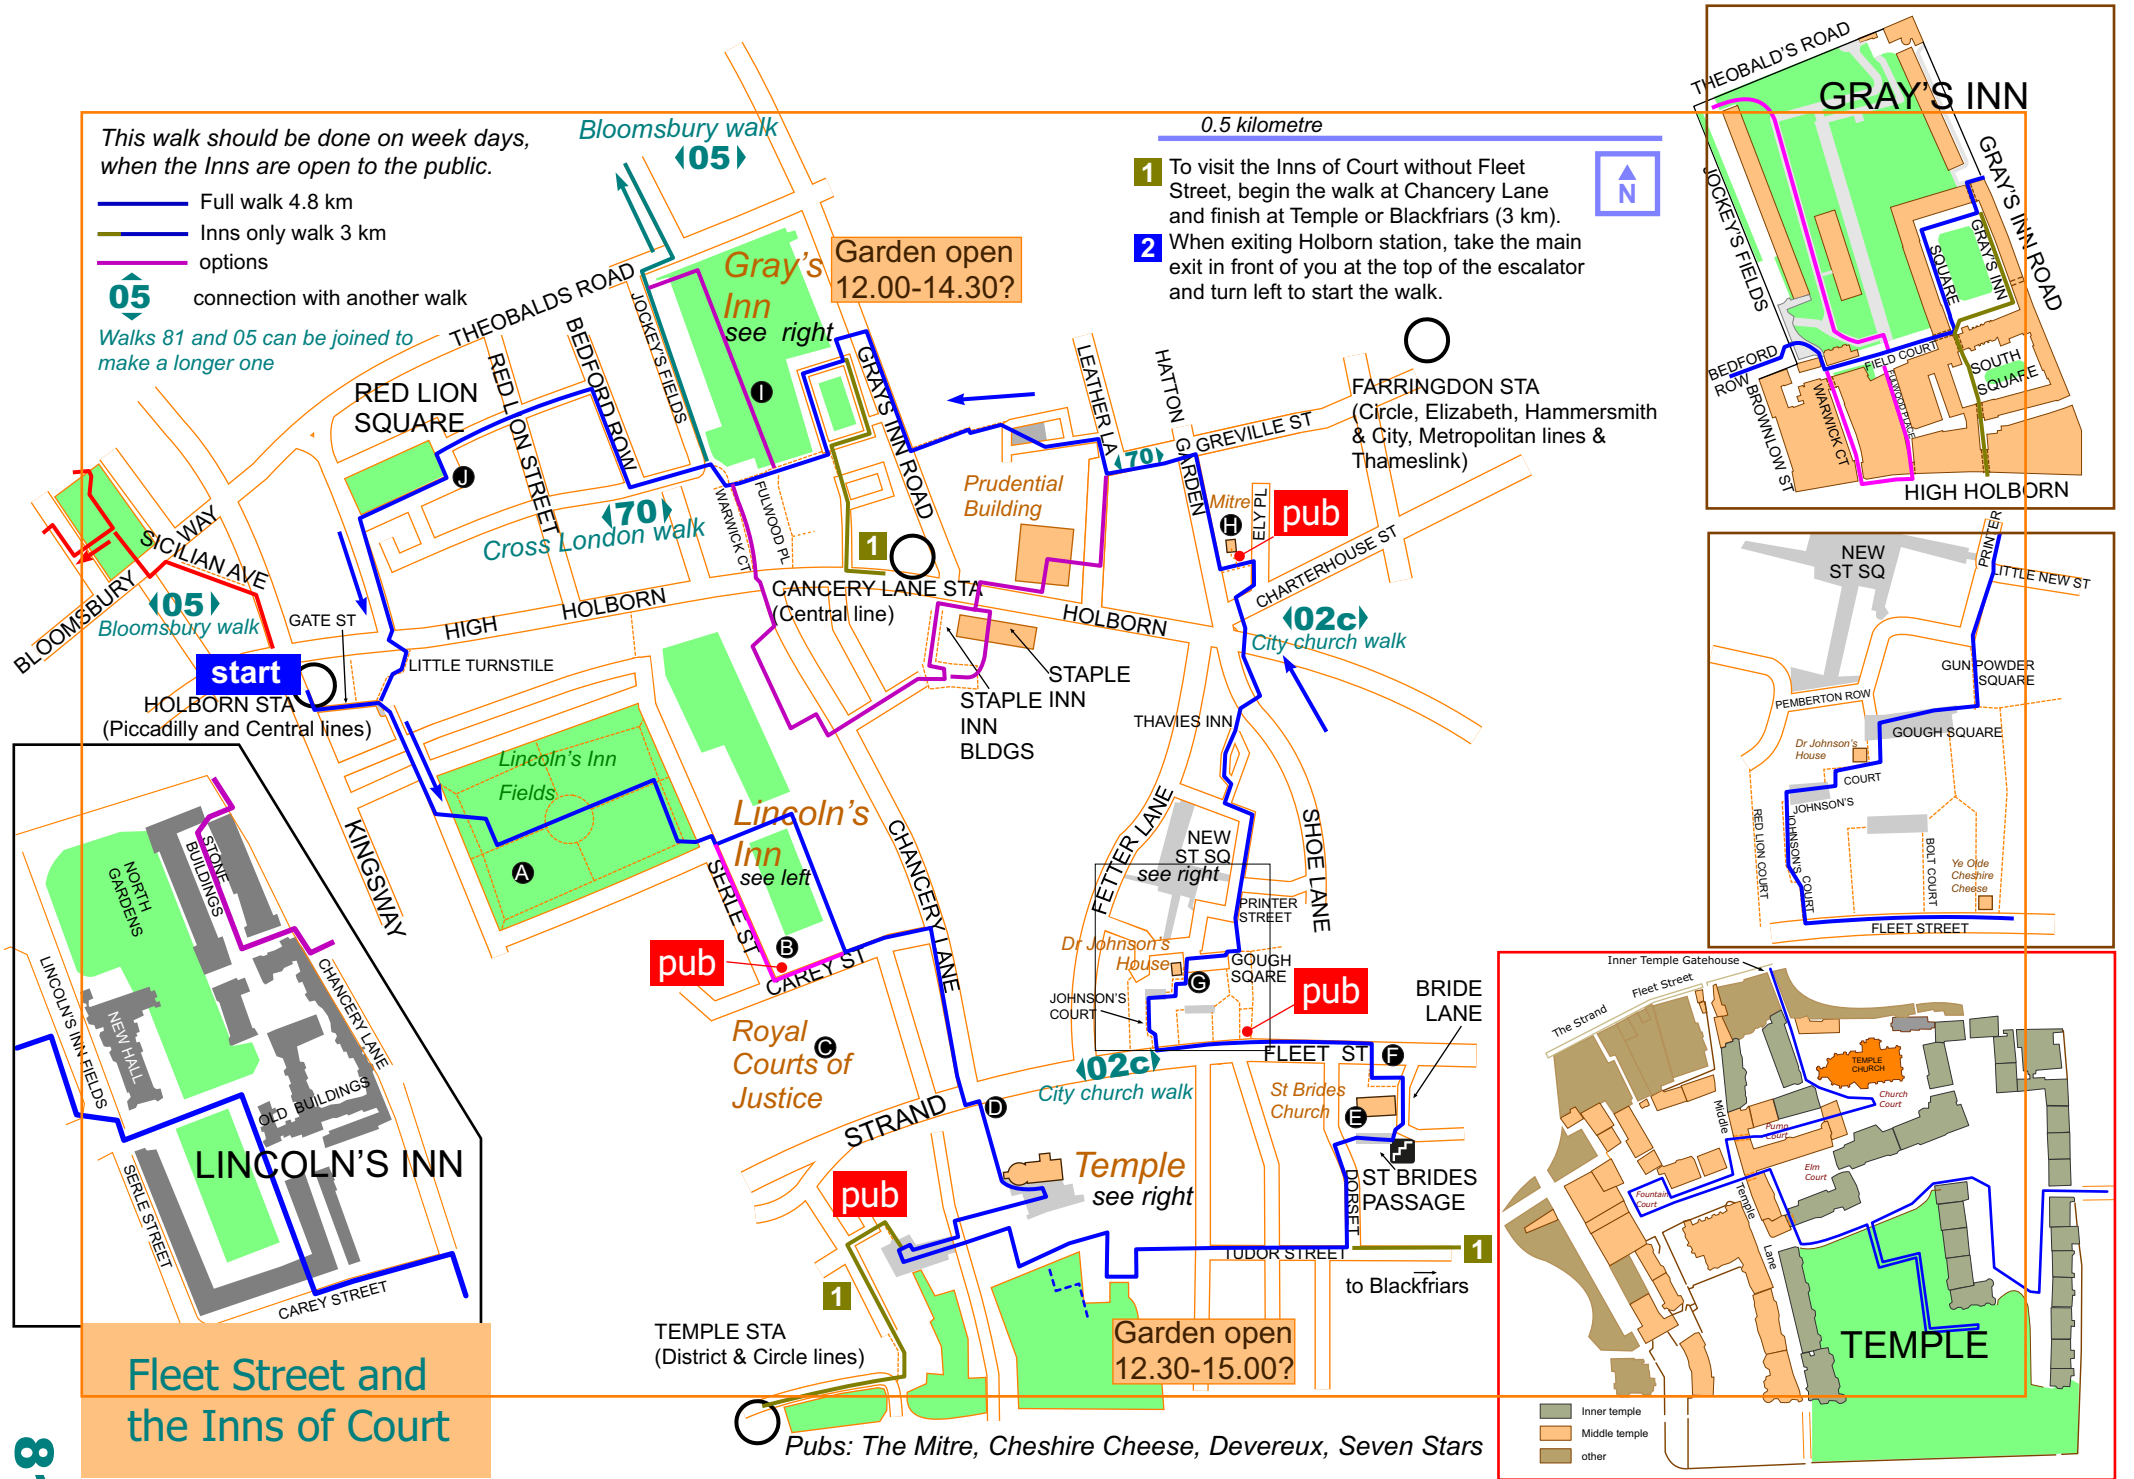 This walk should be done on week days,
when the Inns are open to the public.
Full walk 4.8 km
Inns only walk 3 km
options
05
connection with another walk
Walks 81 and 05 can be joined to
make a longer one
Bloomsbury walk
05
0.5 kilometre
1 To visit the Inns of Court without Fleet
Street, begin the walk at Chancery Lane
and finish at Temple or Blackfriars (3 km).
2 When exiting Holborn station, take the main
exit in front of you at the top of the escalator
and turn left to start the walk.
N
Gray's
Inn
see right
Garden open
12.00-14.30?
THEOBALDS ROAD
JOCKEY'S FIELDS
BEDFORD ROW
RED LION STREET
RED LION
SQUARE
J
I
GRAYS INN ROAD
LEATHER LA
HATTON GARDEN
GREVILLE ST
70
FARRINGDON STA
(Circle, Elizabeth, Hammersmith
& City, Metropolitan lines &
Thameslink)
Prudential
Building
Mitre
H
ELY PL
pub
CHARTERHOUSE ST
70
Cross London walk
WARWICK CT
FULWOOD PL
1
CANCERY LANE STA
(Central line)
SICILIAN AVE
BLOOMSBURY WAY
05
Bloomsbury walk
GATE ST
HIGH HOLBORN
HOLBORN
02c
City church walk
start
HOLBORN STA
(Piccadilly and Central lines)
LITTLE TURNSTILE
STAPLE
INN
STAPLE
INN
BLDGS
THAVIES INN
Lincoln's Inn
Fields
A
KINGSWAY
Lincoln's
Inn
see left
SERLE ST
B
pub
CAREY ST
CHANCERY LANE
FETTER LANE
SHOE LANE
NEW
ST SQ
see right
PRINTER
STREET
Dr Johnson's
House
G
GOUGH
SQARE
JOHNSON'S
COURT
pub
BRIDE
LANE
Royal
Courts of
Justice
C
FLEET ST
F
02c
City church walk
St Brides
Church
E
STRAND
D
Temple
see right
ST BRIDES
PASSAGE
DORSET
pub
TUDOR STREET
1
to Blackfriars
1
TEMPLE STA
(District & Circle lines)
Garden open
12.30-15.00?
Pubs: The Mitre, Cheshire Cheese, Devereux, Seven Stars
Fleet Street and
the Inns of Court
STONE
BUILDINGS
NORTH
GARDENS
NEW HALL
LINCOLN'S INN FIELDS
CHANCERY LANE
OLD BUILDINGS
LINCOLN'S INN
SERLE STREET
CAREY STREET
THEOBALD'S ROAD
GRAY'S INN
JOCKEY'S FIELDS
GRAY'S INN ROAD
GRAY'S INN
SQUARE
BEDFORD
ROW
FIELD COURT
SOUTH
SQUARE
BROWNLOW ST
WARWICK CT
FULWOOD PLACE
HIGH HOLBORN
NEW
ST SQ
PRINTER
LITTLE NEW ST
GUNPOWDER
SQUARE
PEMBERTON ROW
GOUGH SQUARE
Dr Johnson's
House
COURT
JOHNSON'S
RED LION COURT
JOHNSON'S COURT
BOLT COURT
Ye Olde
Cheshire
Cheese
FLEET STREET
Inner Temple Gatehouse
Fleet Street
The Strand
TEMPLE
CHURCH
Church
Court
Pump
Court
Elm
Court
Fountain
Court
Middle Temple Lane
TEMPLE
Inner temple
Middle temple
other